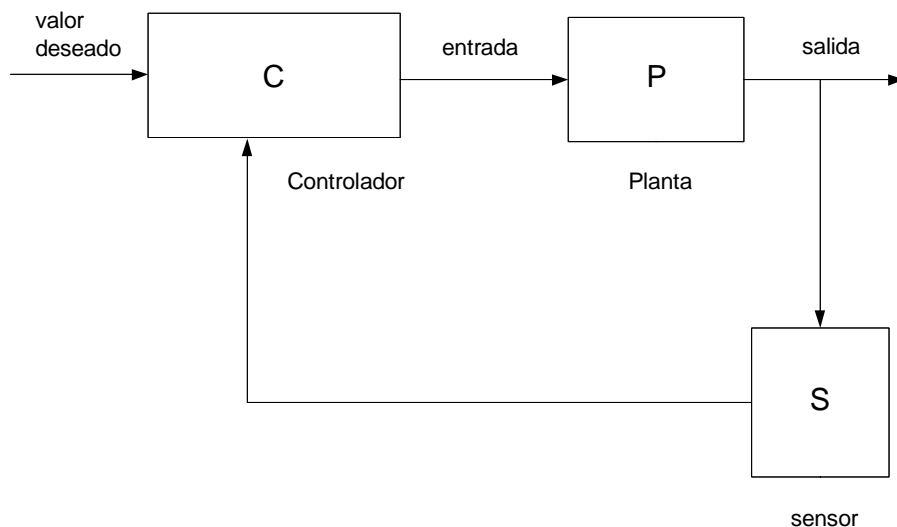 valor
deseado
C
entrada
P
salida
Controlador
Planta
S
sensor